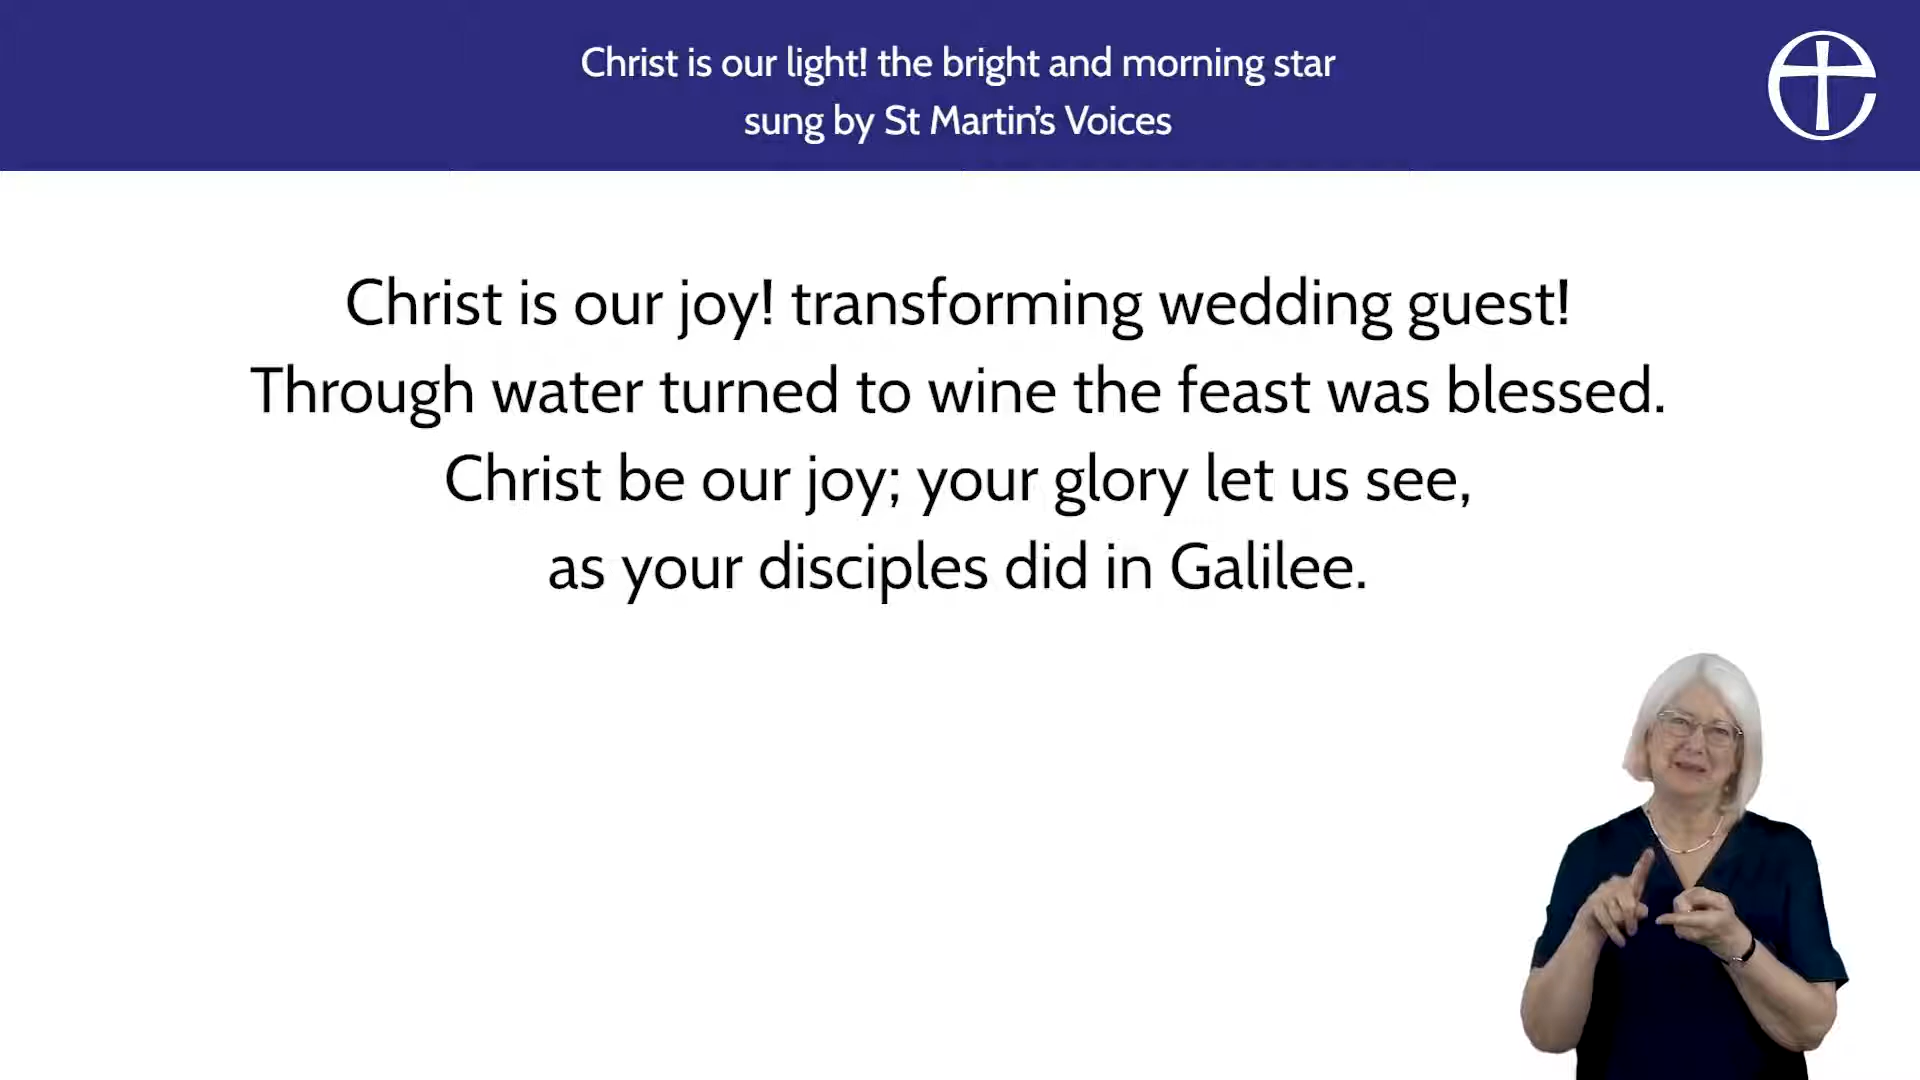 Christ is our light! the bright and morning star
sung by St Martin's Voices
Christ is our joy! transforming wedding guest!
Through water turned to wine the feast was blessed.
Christ be our joy; your glory let us see,
as your disciples did in Galilee.